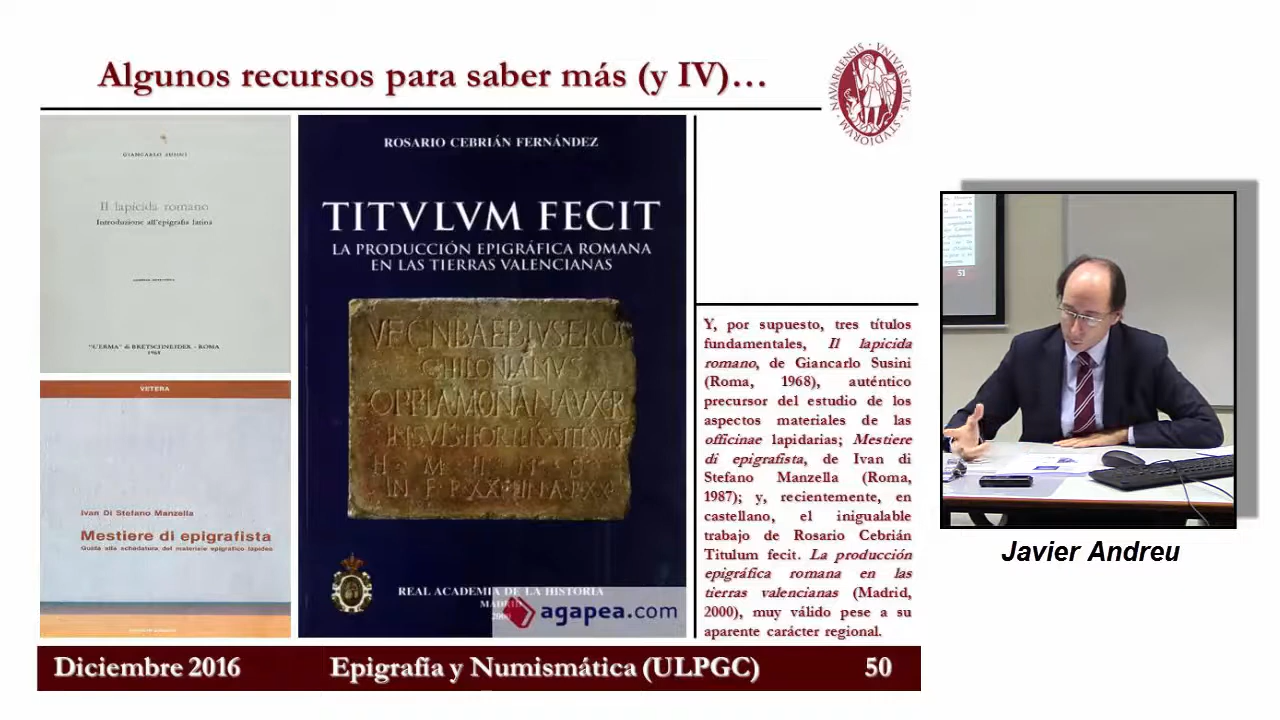 Algunos recursos para saber más (y IV)…
NAVARRENSIS · VNIVERSITAS · STVDIORVM
GIANCARLO SUSINI
Il lapicida romano
Introduzione all'epigrafia latina
"L'ERMA" di BRETSCHNEIDER - ROMA
1968
VETERA
Ivan Di Stefano Manzella
Mestiere di epigrafista
Guida alla schedatura del materiale epigrafico lapideo
ROSARIO CEBRIÁN FERNÁNDEZ
TITVLVM FECIT
LA PRODUCCIÓN EPIGRÁFICA ROMANA
EN LAS TIERRAS VALENCIANAS
CHILONIANVS
REAL ACADEMIA DE LA HISTORIA
agapea.com
Y, por supuesto, tres títulos
fundamentales, Il lapicida
romano, de Giancarlo Susini
(Roma, 1968), auténtico
precursor del estudio de los
aspectos materiales de las
officinae lapidarias; Mestiere
di epigrafista, de Ivan di
Stefano Manzella (Roma,
1987); y, recientemente, en
castellano, el inigualable
trabajo de Rosario Cebrián
Titulum fecit. La producción
epigráfica romana en las
tierras valencianas (Madrid,
2000), muy válido pese a su
aparente carácter regional.
51
Javier Andreu
Diciembre 2016 Epigrafía y Numismática (ULPGC) 50